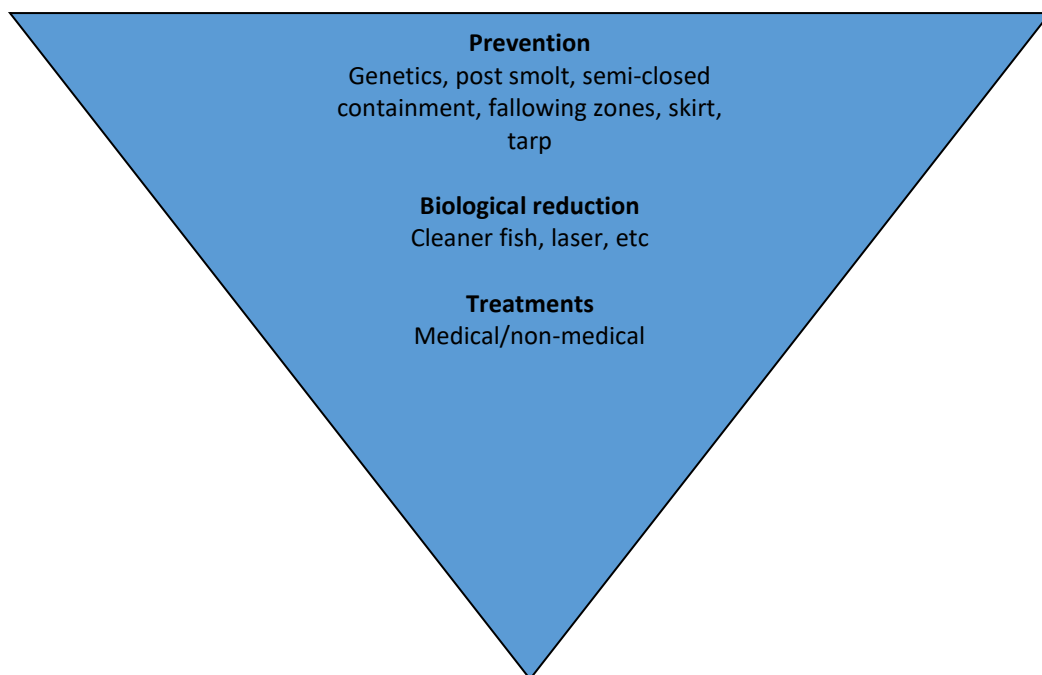 Prevention
Genetics, post smolt, semi-closed
containment, fallowing zones, skirt,
tarp
Biological reduction
Cleaner fish, laser, etc
Treatments
Medical/non-medical